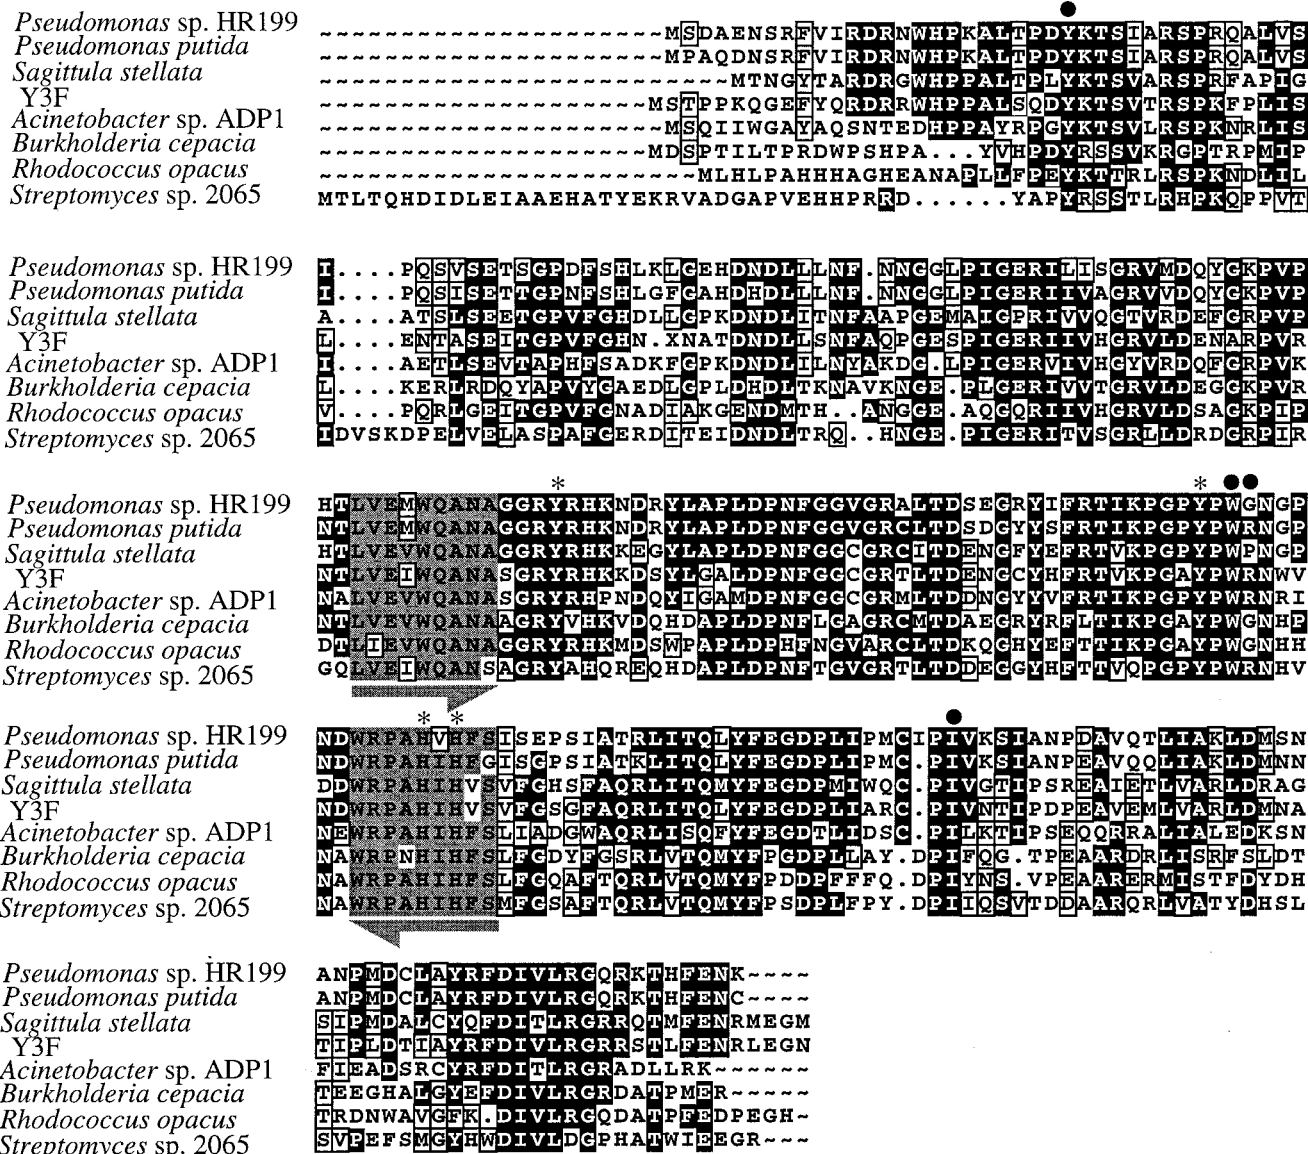 ●
Pseudomonas sp. HR199 ~~~~~~~~~~~~~~~~~~~~~MSDAENSRFVIRDRNWHPKALTPDYKTSIARSPRQALVS
Pseudomonas putida ~~~~~~~~~~~~~~~~~~~~~MPAQDNSRFVIRDRNWHPKALTPDYKTSVARSPRQALVS
Sagittula stellata ~~~~~~~~~~~~~~~~~~~~~~~~~MTNGYTARDRGWHPPALTPLYKTSVARSPRFAPIG
Y3F ~~~~~~~~~~~~~~~~~~~~MSTPPKQGEFYQRDRRWHPPALSQDYKTSVTRSPKFPLIS
Acinetobacter sp. ADP1 ~~~~~~~~~~~~~~~~~~~~~MSQIIWGAYAQSNTEDHPPAYRPGYKTSVLRSPKNRLIS
Burkholderia cepacia ~~~~~~~~~~~~~~~~~~~~MDSPTILTPRDWPSHPA...YVHPDYRSSVKRGPTRPMIP
Rhodococcus opacus ~~~~~~~~~~~~~~~~~~~~~~~MLHLPAHHHAGHEANAPLLFPEYKTTRLRSPKNDLIL
Streptomyces sp. 2065 MTLTQHDIDLEIAAEHATYEKRVADGAPVEHHPRRD......YAPYRSSTLRHPKQPPVT
Pseudomonas sp. HR199 I....PQSVSETSGPDFSHLKLGEHDNDLLLNF.NNGGLPIGERILISGRVMDQYGKPVP
Pseudomonas putida I....PQSISETTGPNFSHLGFGAHDHDLLLNF.NNGGLPIGERIIVAGRVVDQYGKPVP
Sagittula stellata A....ATSLSEETGPVFGHDLLGPKDNDLITNFAAPGEMAIGPRIVVQGTVRDEFGRPVP
Y3F L....ENTASEITGPVFGHN.XNATDNDLLSNFAQPGESPIGERIIVHGRVLDENARPVR
Acinetobacter sp. ADP1 I....AETLSEVTAPHFSADKFGPKDNDLILNYAKDG.LPIGERVIVHGYVRDQFGRPVK
Burkholderia cepacia L....KERLRDQYAPVYGAEDLGPLDHDLTKNAVKNGE.PLGERIVVTGRVLDEGGKPVR
Rhodococcus opacus V....PQRLGEITGPVFGNADIAKGENDMTH..ANGGE.AQGQRIIVHGRVLDSAGKPIP
Streptomyces sp. 2065 IDVSKDPELVELASPAFGERDITEIDNDLTRQ..HNGE.PIGERITVSGRLLDRDGRPIR
* * ●●
Pseudomonas sp. HR199 HTLVEMWQANAGGRYRHKNDRYLAPLDPNFGGVGRALTDSEGRYIFRTIKPGPYPWGNGP
Pseudomonas putida NTLVEMWQANAGGRYRHKNDRYLAPLDPNFGGVGRCLTDSDGYYSFRTIKPGPYPWRNGP
Sagittula stellata HTLVEVWQANAGGRYRHKKEGYLAPLDPNFGGCGRCITDENGFYEFRTVKPGPYPWPNGP
Y3F NTLVEIWQANASGRYRHKKDSYLGALDPNFGGCGRTLTDENGCYHFRTVKPGAYPWRNWV
Acinetobacter sp. ADP1 NALVEVWQANASGRYRHPNDQYIGAMDPNFGGCGRMLTDDNGYYVFRTIKPGPYPWRNRI
Burkholderia cepacia NTLVEVWQANAAGRYVHKVDQHDAPLDPNFLGAGRCMTDAEGRYRFLTIKPGAYPWGNHP
Rhodococcus opacus DTLIEVWQANAGGRYRHKMDSWPAPLDPHFNGVARCLTDKQGHYEFTTIKPGAYPWGNHH
Streptomyces sp. 2065 GQLVEIWQANSAGRYAHQREQHDAPLDPNFTGVGRTLTDDEGGYHFTTVQPGPYPWRNHV
* * ●
Pseudomonas sp. HR199 NDWRPAHVHFSISEPSIATRLITQLYFEGDPLIPMCIPIVKSIANPDAVQTLIAKLDMSN
Pseudomonas putida NDWRPAHIHFGISGPSIATKLITQLYFEGDPLIPMC.PIVKSIANPEAVQQLIAKLDMNN
Sagittula stellata DDWRPAHIHVSVFGHSFAQRLITQMYFEGDPMIWQC.PIVGTIPSREAIETLVARLDRAG
Y3F NDWRPAHIHVSVFGSGFAQRLITQMYFEGDPLIARC.PIVNTIPDPEAVEMLVARLDMNA
Acinetobacter sp. ADP1 NEWRPAHIHFSLIADGWAQRLISQFYFEGDTLIDSC.PILKTIPSEQQRRALIALEDKSN
Burkholderia cepacia NAWRPNHIHFSLFGDYFGSRLVTQMYFPGDPLLAY.DPIFQG.TPEAARDRLISRFSLDT
Rhodococcus opacus NAWRPAHIHFSLFGQAFTQRLVTQMYFPDDPFFFQ.DPIYNS.VPEAARERMISTFDYDH
Streptomyces sp. 2065 NAWRPAHIHFSMFGSAFTQRLVTQMYFPSDPLFPY.DPIIQSVTDDAARQRLVATYDHSL
Pseudomonas sp. HR199 ANPMDCLAYRFDIVLRGQRKTHFENK~~~~
Pseudomonas putida ANPMDCLAYRFDIVLRGQRKTHFENC~~~~
Sagittula stellata SIPMDALCYQFDITLRGRRQTMFENRMEGM
Y3F TIPLDTIAYRFDIVLRGRRSTLFENRLEGN
Acinetobacter sp. ADP1 FIEADSRCYRFDITLRGRADLLRK~~~~~~
Burkholderia cepacia TEEGHALGYEFDIVLRGRDATPMER~~~~~
Rhodococcus opacus TRDNWAVGFK.DIVLRGQDATPFEDPEGH~
Streptomyces sp. 2065 SVPEFSMGYHWDIVLDGPHATWIEEGR~~~